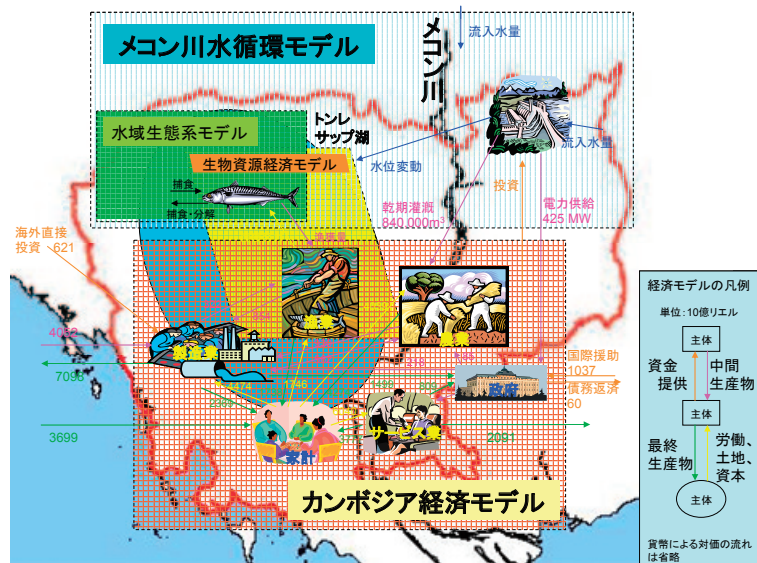 メコン川水循環モデル
流入水量
メコン川
水域生態系モデル
トンレ
サップ湖
生物資源経済モデル
水位変動
流入水量
投資
捕食
捕食・分解
乾期灌漑
840,000m³
電力供給
425 MW
海外直接
投資 621
漁業
農業
製造業
7098
4474
1746
国際援助
1037
政府
債務返済
60
3699
家計
サービス業
2091
カンボジア経済モデル
経済モデルの凡例
単位：10億リエル
主体
資金
提供
中間
生産物
主体
最終
生産物
労働、
土地、
資本
主体
貨幣による対価の流れ
は省略